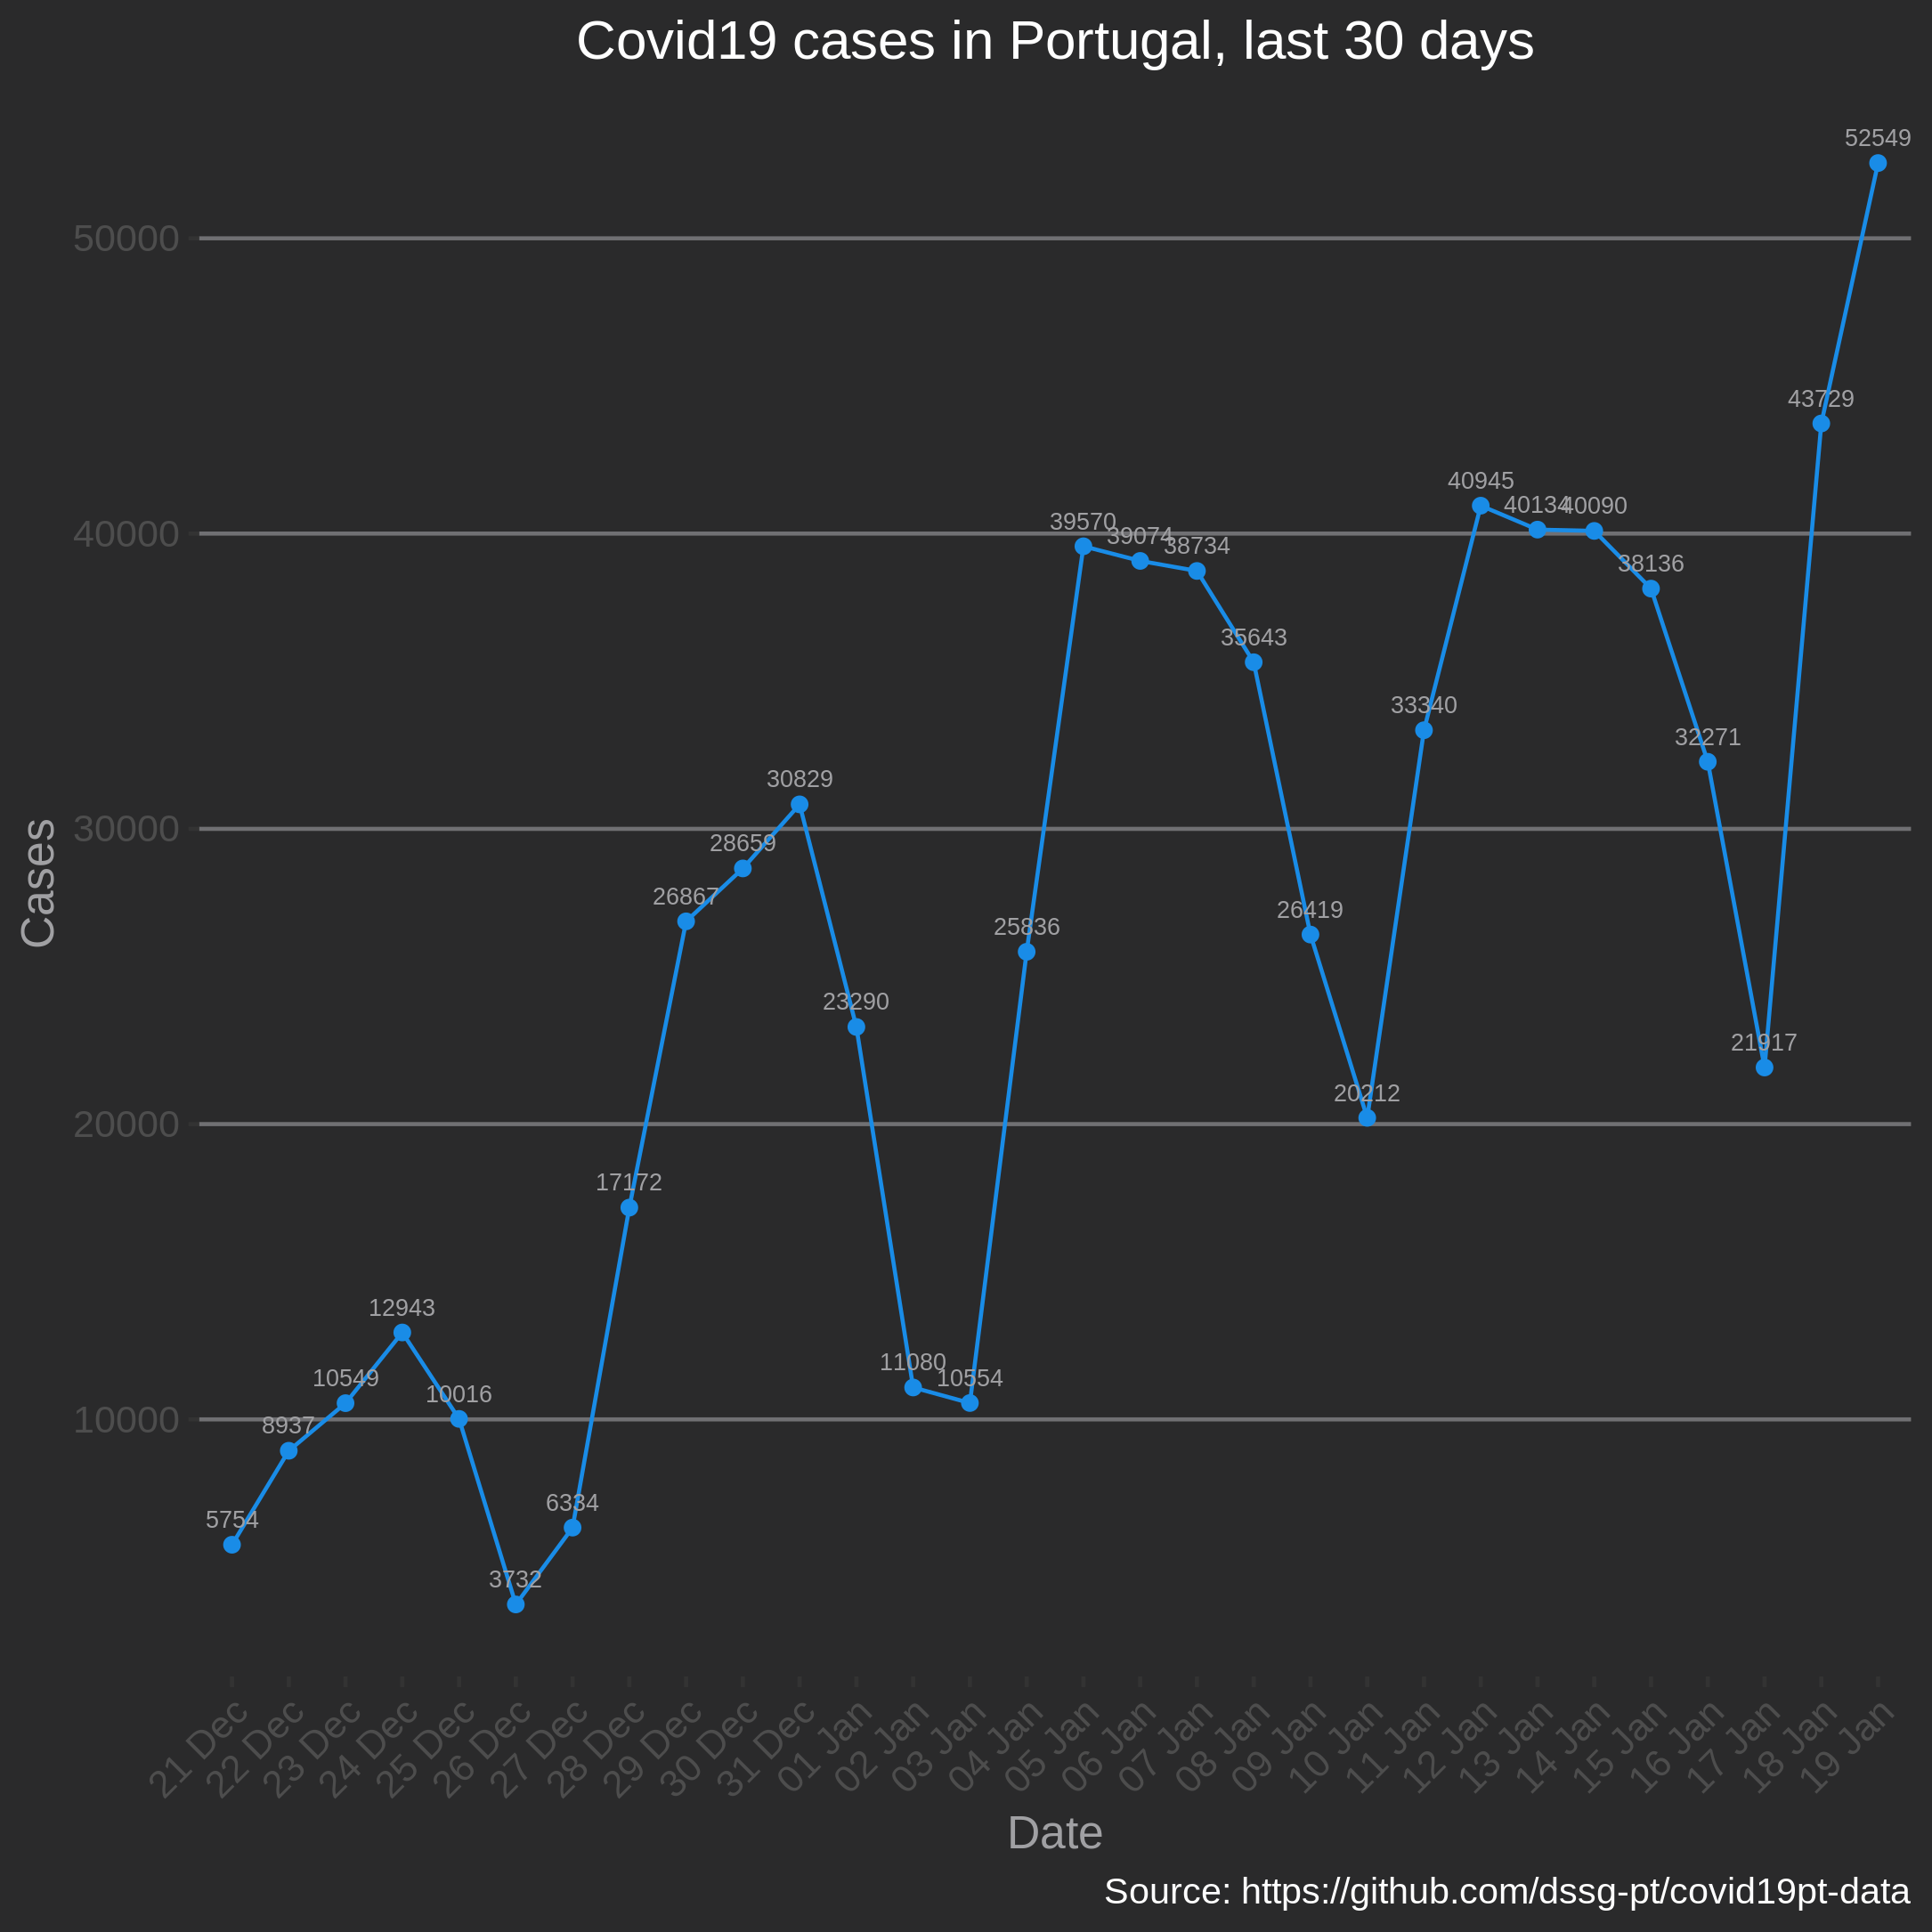 Covid19 cases in Portugal, last 30 days
52549
50000
43729
40945
40134
40090
40000
39570
39074
38734
38136
35643
33340
32271
30829
30000
28659
26867
26419
25836
23290
21917
20212
20000
17172
12943
11080
10554
10549
10016
10000
8937
6334
5754
3732
Cases
21 Dec
22 Dec
23 Dec
24 Dec
25 Dec
26 Dec
27 Dec
28 Dec
29 Dec
30 Dec
31 Dec
01 Jan
02 Jan
03 Jan
04 Jan
05 Jan
06 Jan
07 Jan
08 Jan
09 Jan
10 Jan
11 Jan
12 Jan
13 Jan
14 Jan
15 Jan
16 Jan
17 Jan
18 Jan
19 Jan
Date
Source: https://github.com/dssg-pt/covid19pt-data